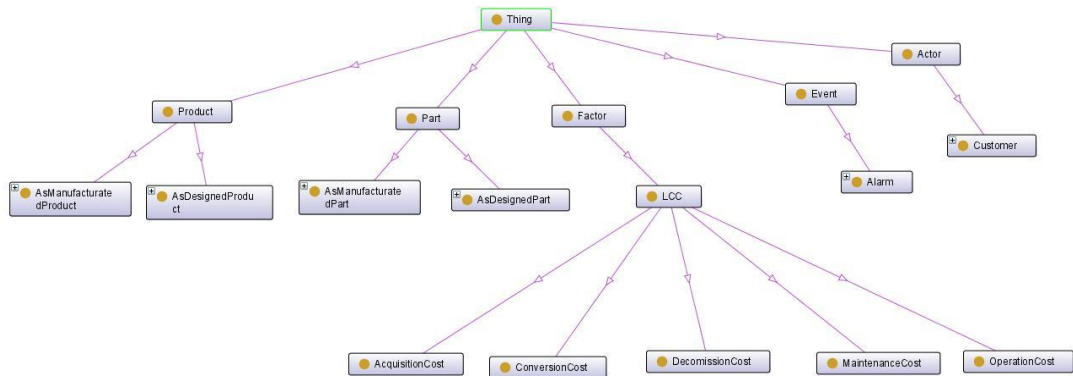 Thing
Actor
Event
Product
Part
Factor
Customer
AsManufacturate
dProduct
AsDesignedProdu
ct
AsManufacturate
dPart
AsDesignedPart
LCC
Alarm
AcquisitionCost
ConversionCost
DecomissionCost
MaintenanceCost
OperationCost